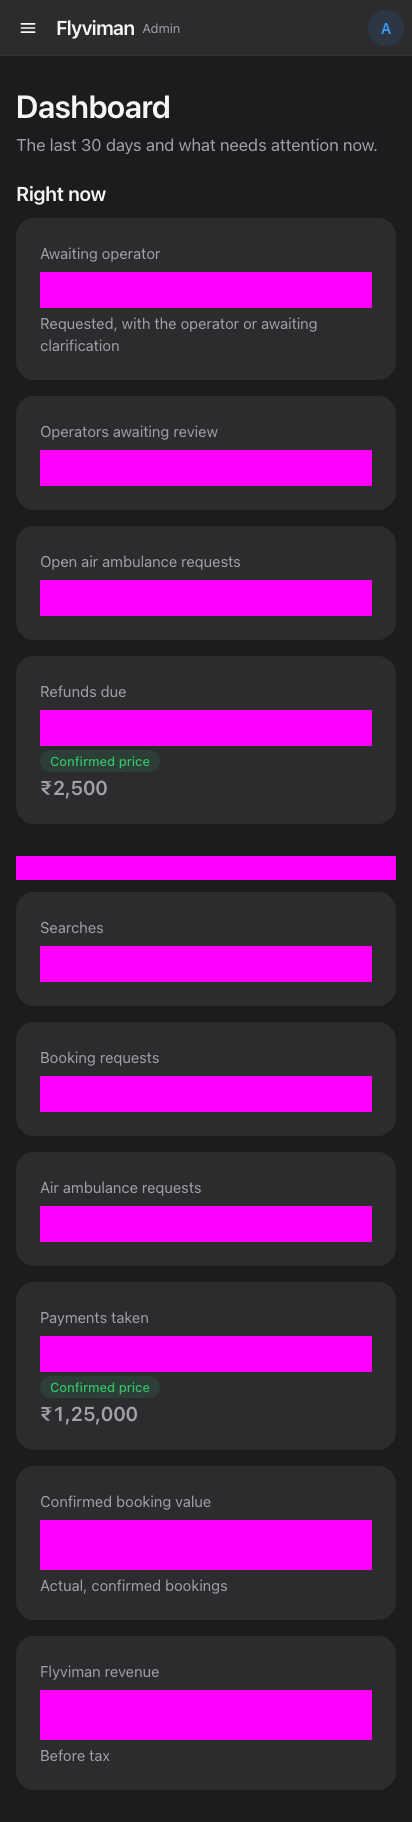 Flyviman Admin
A
Dashboard
The last 30 days and what needs attention now.
Right now
Awaiting operator
Requested, with the operator or awaiting
clarification
Operators awaiting review
Open air ambulance requests
Refunds due
Confirmed price
₹2,500
Searches
Booking requests
Air ambulance requests
Payments taken
Confirmed price
₹1,25,000
Confirmed booking value
Actual, confirmed bookings
Flyviman revenue
Before tax